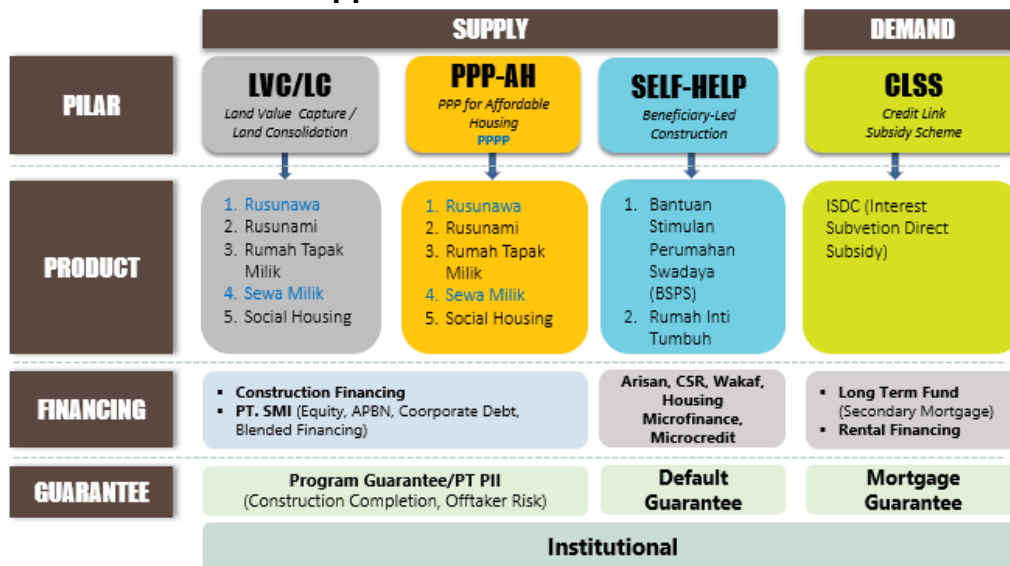 SUPPLY
DEMAND
PILAR
LVC/LC
Land Value Capture /
Land Consolidation
PPP-AH
PPP for Affordable
Housing
PPPP
SELF-HELP
Beneficiary-Led
Construction
CLSS
Credit Link
Subsidy Scheme
PRODUCT
1. Rusunawa
2. Rusunami
3. Rumah Tapak
Milik
4. Sewa Milik
5. Social Housing
1. Rusunawa
2. Rusunami
3. Rumah Tapak
Milik
4. Sewa Milik
5. Social Housing
1. Bantuan
Stimulan
Perumahan
Swadaya
(BSPS)
2. Rumah Inti
Tumbuh
ISDC (Interest
Subvetion Direct
Subsidy)
FINANCING
▪ Construction Financing
▪ PT. SMI (Equity, APBN, Coorporate Debt,
Blended Financing)
Arisan, CSR, Wakaf,
Housing
Microfinance,
Microcredit
▪ Long Term Fund
(Secondary Mortgage)
▪ Rental Financing
GUARANTEE
Program Guarantee/PT PII
(Construction Completion, Offtaker Risk)
Default
Guarantee
Mortgage
Guarantee
Institutional